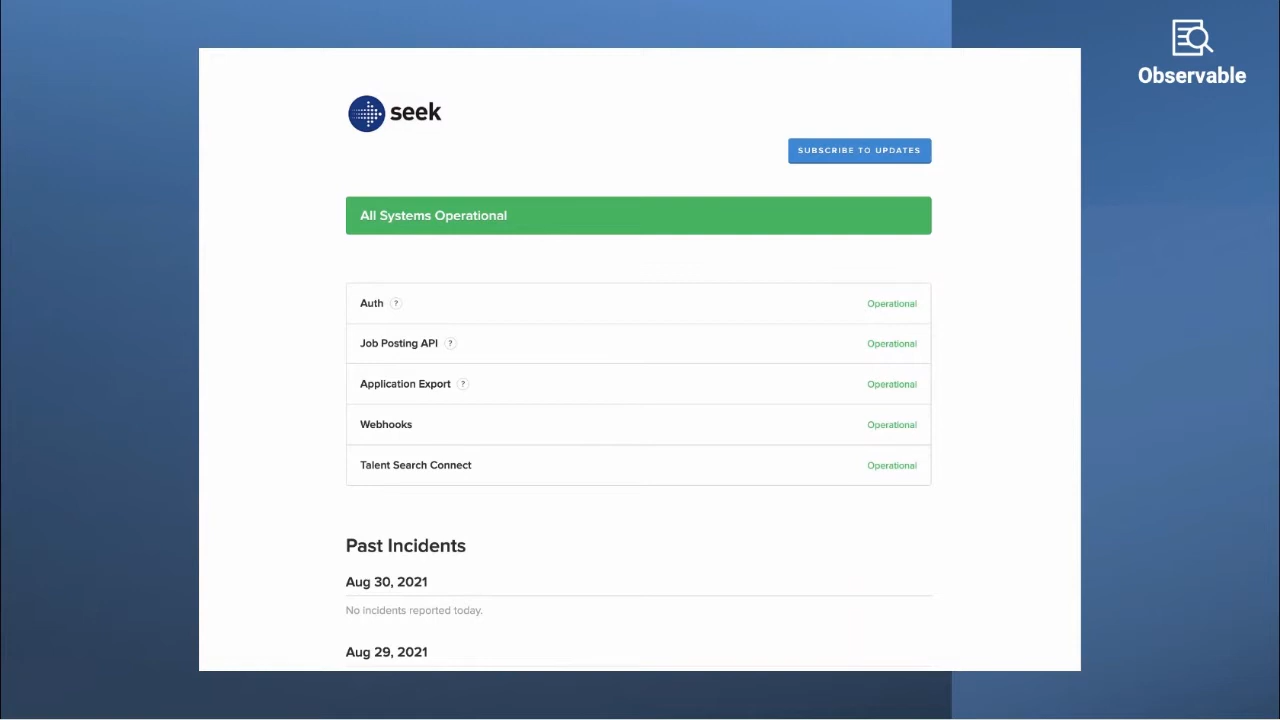 Observable
seek
SUBSCRIBE TO UPDATES
All Systems Operational
Auth ? Operational
Job Posting API ? Operational
Application Export ? Operational
Webhooks Operational
Talent Search Connect Operational
Past Incidents
Aug 30, 2021
No incidents reported today.
Aug 29, 2021